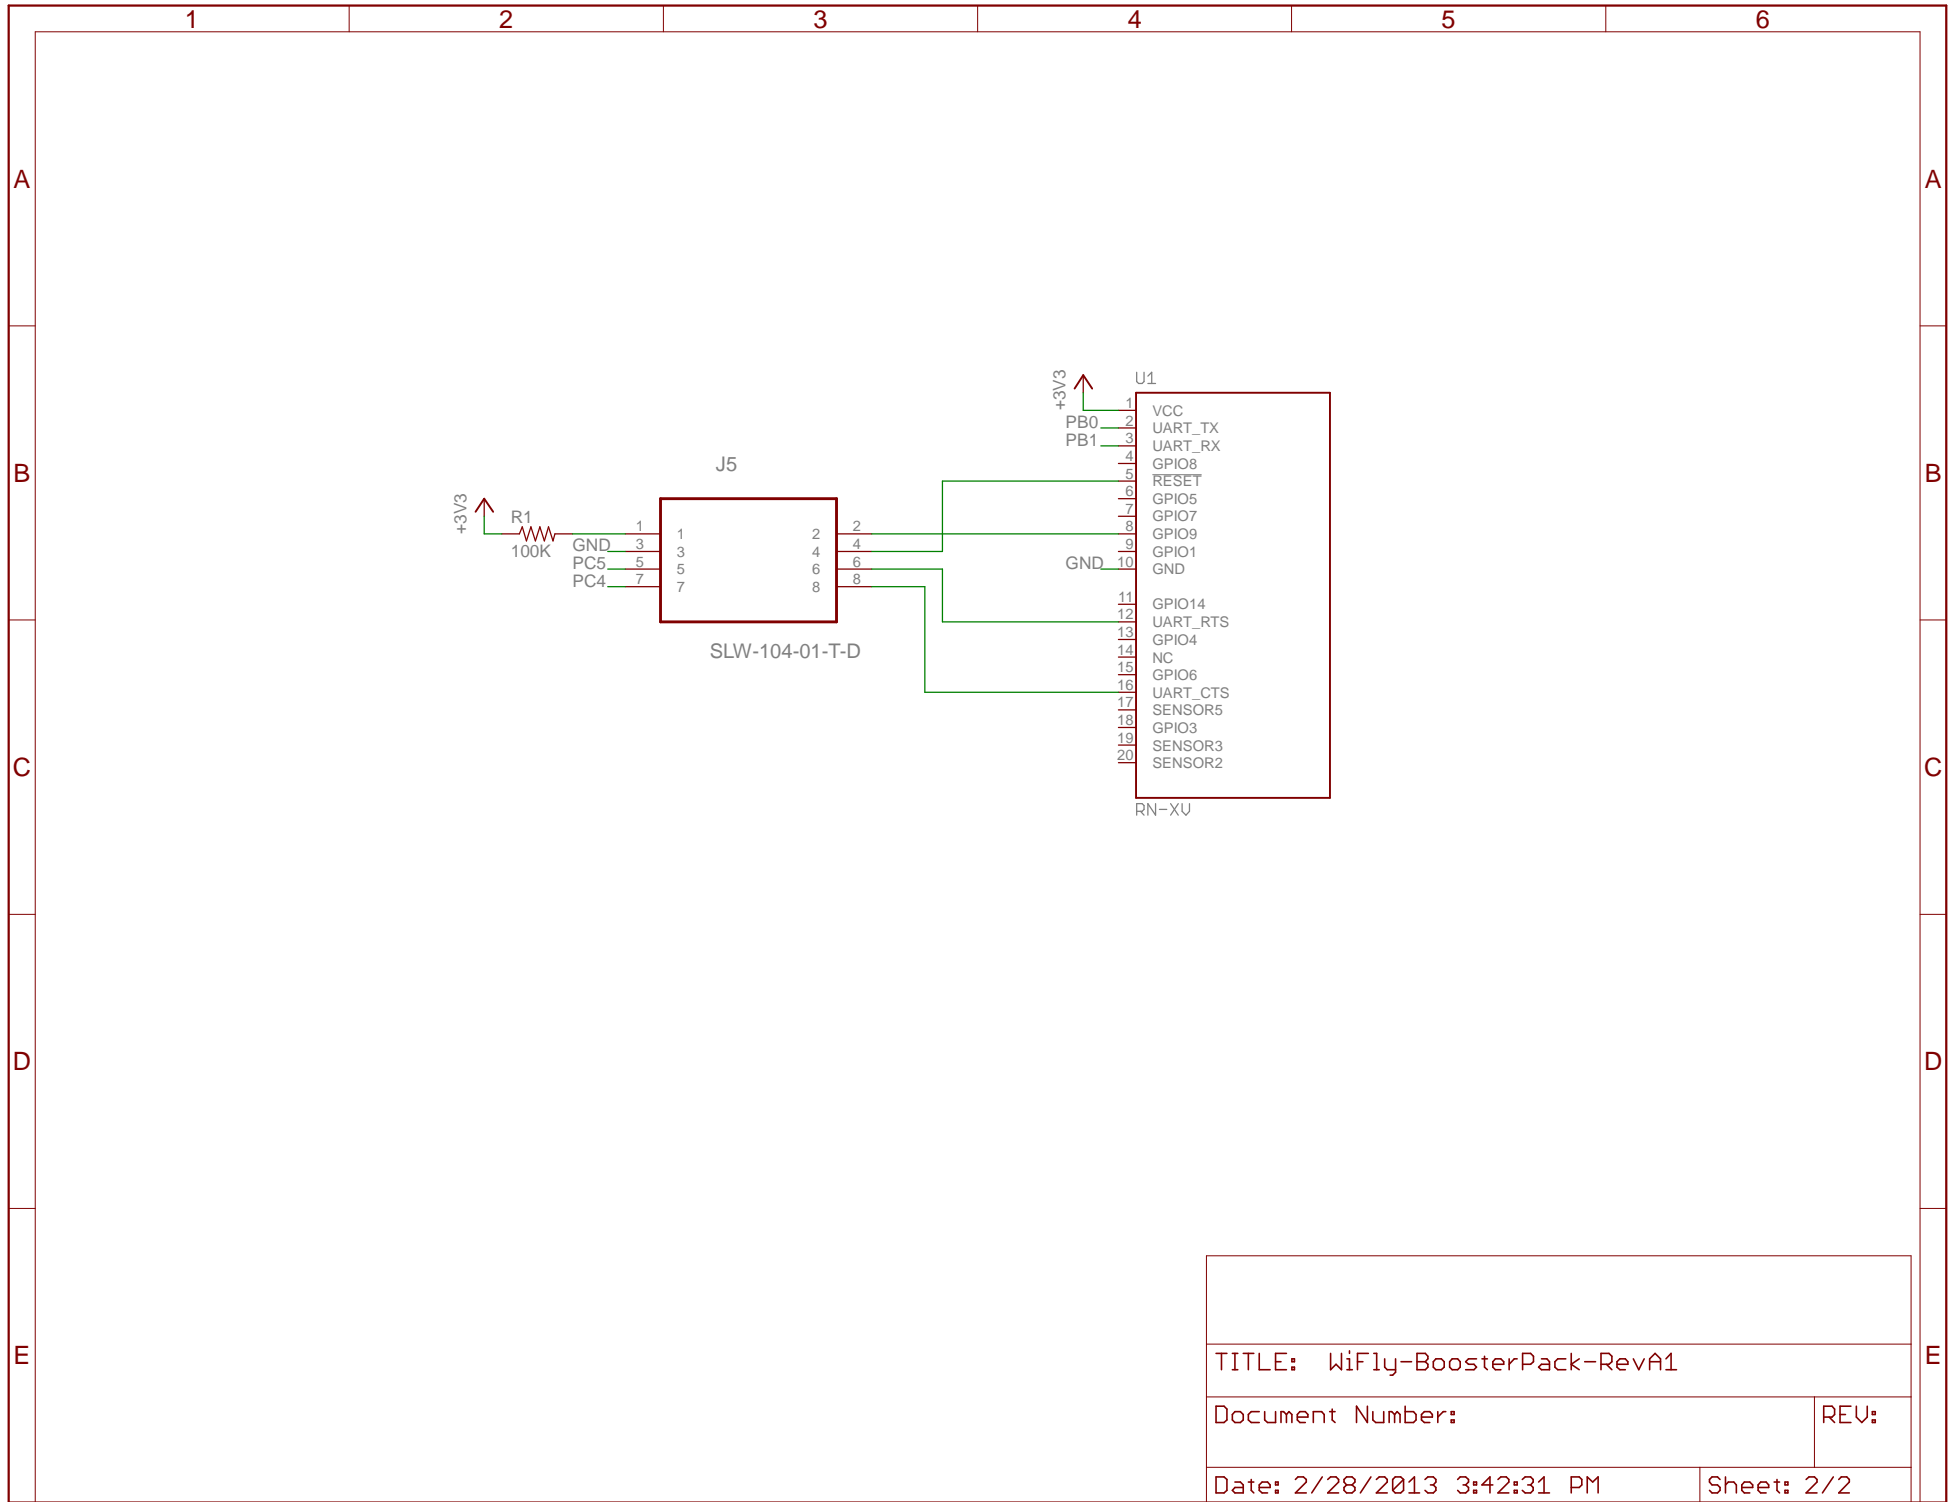 1 2 3 4 5 6
A A
B B
C C
D D
E E
+3V3
U1
1 VCC
PB0 2 UART_TX
PB1 3 UART_RX
4 GPIO8
5 RESET
6 GPIO5
7 GPIO7
8 GPIO9
9 GPIO1
GND 10 GND
11 GPIO14
12 UART_RTS
13 GPIO4
14 NC
15 GPIO6
16 UART_CTS
17 SENSOR5
18 GPIO3
19 SENSOR3
20 SENSOR2
RN-XV
J5
+3V3
R1
100K
1 1 2 2
GND 3 3 4 4
PC5 5 5 6 6
PC4 7 7 8 8
SLW-104-01-T-D
TITLE: WiFly-BoosterPack-RevA1
Document Number:
REV:
Date: 2/28/2013 3:42:31 PM
Sheet: 2/2